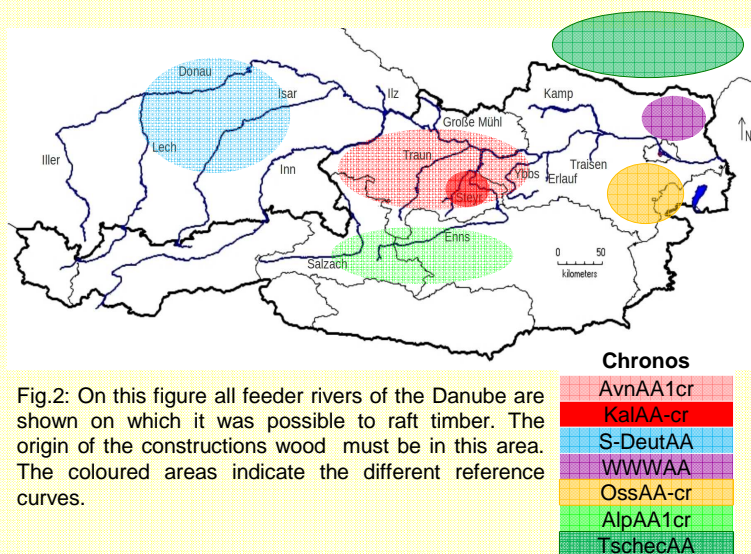 Donau
Isar
Ilz
Kamp
Große Mühl
Iller
Lech
Inn
Traun
Ybbs
Erlauf
Traisen
Steyr
Enns
Salzach
N
0 50
kilometers
Fig.2: On this figure all feeder rivers of the Danube are
shown on which it was possible to raft timber. The
origin of the constructions wood must be in this area.
The coloured areas indicate the different reference
curves.
Chronos
AvnAA1cr
KalAA-cr
S-DeutAA
WWWAA
OssAA-cr
AlpAA1cr
TschecAA